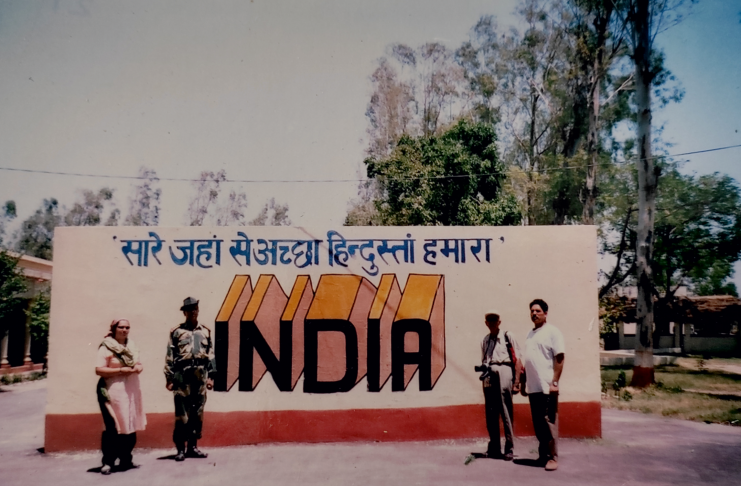 'सारे जहां से अच्छा हिन्दुस्तां हमारा'
INDIA